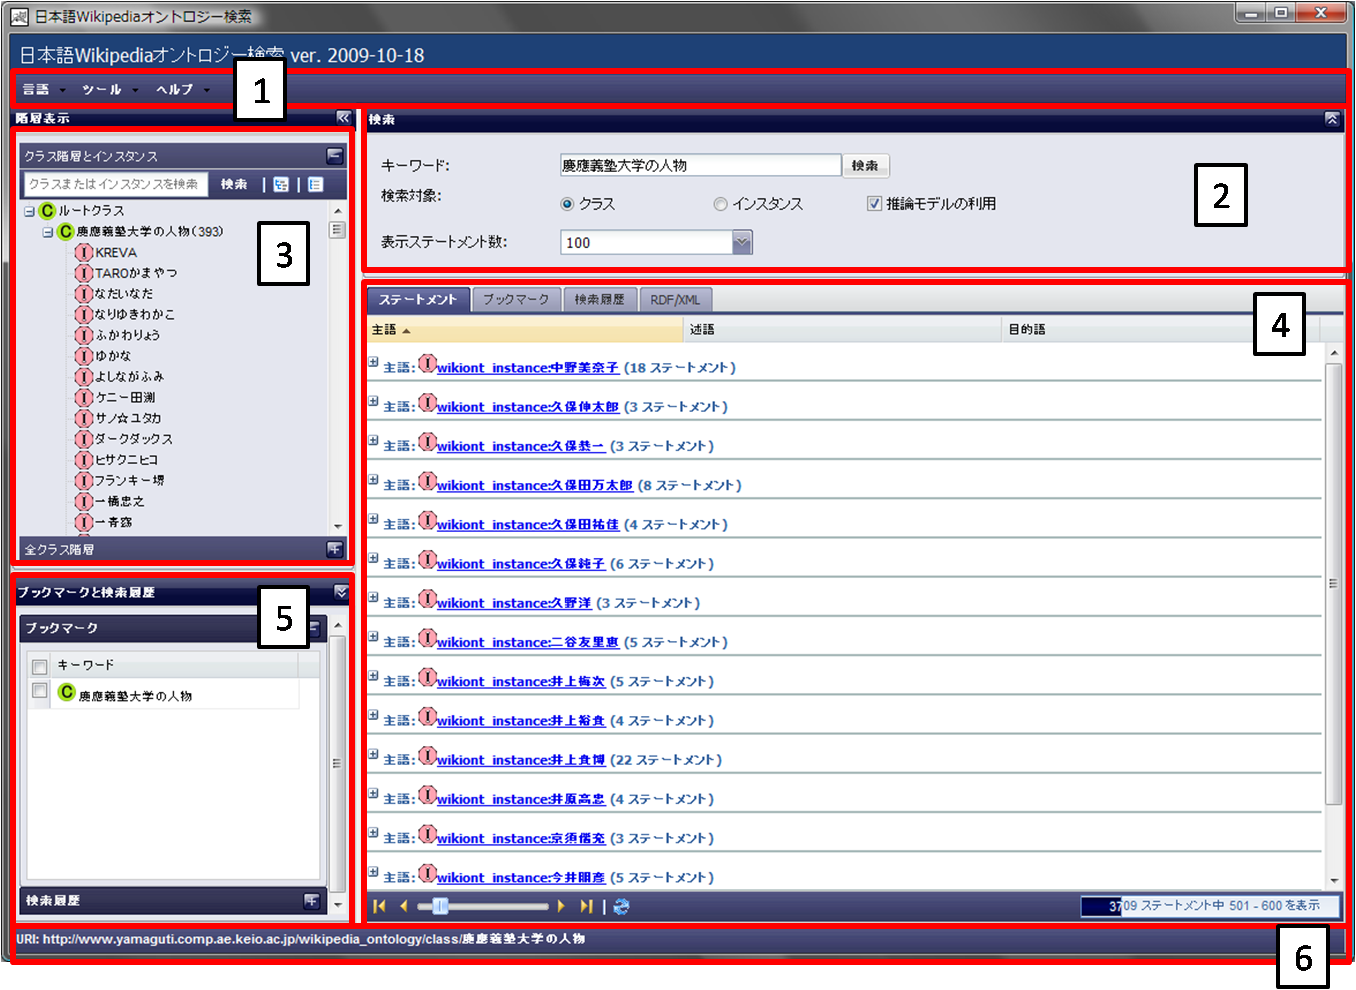 日本語Wikipediaオントロジー検索
日本語Wikipediaオントロジー検索 ver. 2009-10-18
言語 ツール ヘルプ
1
階層表示
クラス階層とインスタンス
クラスまたはインスタンスを検索 検索
ルートクラス
慶應義塾大学の人物(393)
KREVA
TAROかまやつ
なだいなだ
なりゆきわかこ
ふかわりょう
ゆかな
よしながふみ
ケニー田渕
サノ☆ユタカ
ダークダックス
ヒサクニヒコ
フランキー堺
一橋忠之
一青窈
全クラス階層
3
検索
キーワード: 慶應義塾大学の人物 検索
検索対象: クラス インスタンス 推論モデルの利用
表示ステートメント数: 100
2
ステートメント ブックマーク 検索履歴 RDF/XML
主語 述語 目的語
4
主語: wikiont_instance:中野美奈子 (18 ステートメント)
主語: wikiont_instance:久保伸太郎 (3 ステートメント)
主語: wikiont_instance:久保恭一 (3 ステートメント)
主語: wikiont_instance:久保田万太郎 (8 ステートメント)
主語: wikiont_instance:久保田祐佳 (4 ステートメント)
主語: wikiont_instance:久保純子 (6 ステートメント)
主語: wikiont_instance:久野洋 (3 ステートメント)
主語: wikiont_instance:二谷友里恵 (5 ステートメント)
主語: wikiont_instance:井上梅次 (5 ステートメント)
主語: wikiont_instance:井上裕貴 (4 ステートメント)
主語: wikiont_instance:井上貴博 (22 ステートメント)
主語: wikiont_instance:井原高忠 (4 ステートメント)
主語: wikiont_instance:京須偕充 (3 ステートメント)
主語: wikiont_instance:今井朋彦 (5 ステートメント)
3709 ステートメント中 501 - 600 を表示
ブックマークと検索履歴
5
ブックマーク
キーワード
慶應義塾大学の人物
検索履歴
URI: http://www.yamaguti.comp.ae.keio.ac.jp/wikipedia_ontology/class/慶應義塾大学の人物
6